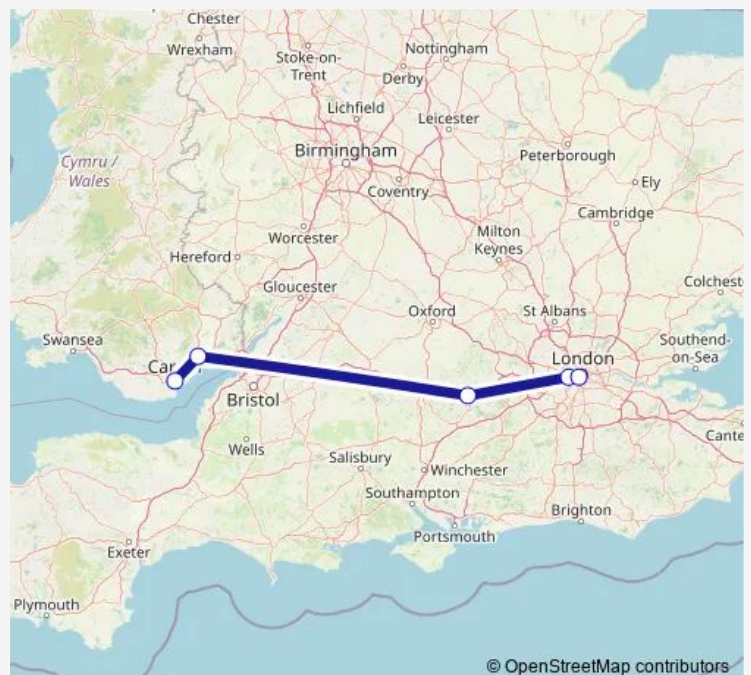 Chester
Wrexham
Stoke-on-
Trent
Nottingham
Derby
Lichfield
Leicester
Birmingham
Peterborough
Cymru /
Wales
Coventry
Ely
Cambridge
Worcester
Milton
Keynes
Hereford
Gloucester
Colchest
Oxford
St Albans
Swansea
Southend-
on-Sea
London
Car
Bristol
Cante
Wells
Salisbury
Winchester
Southampton
Brighton
Portsmouth
Exeter
Plymouth
© OpenStreetMap contributors